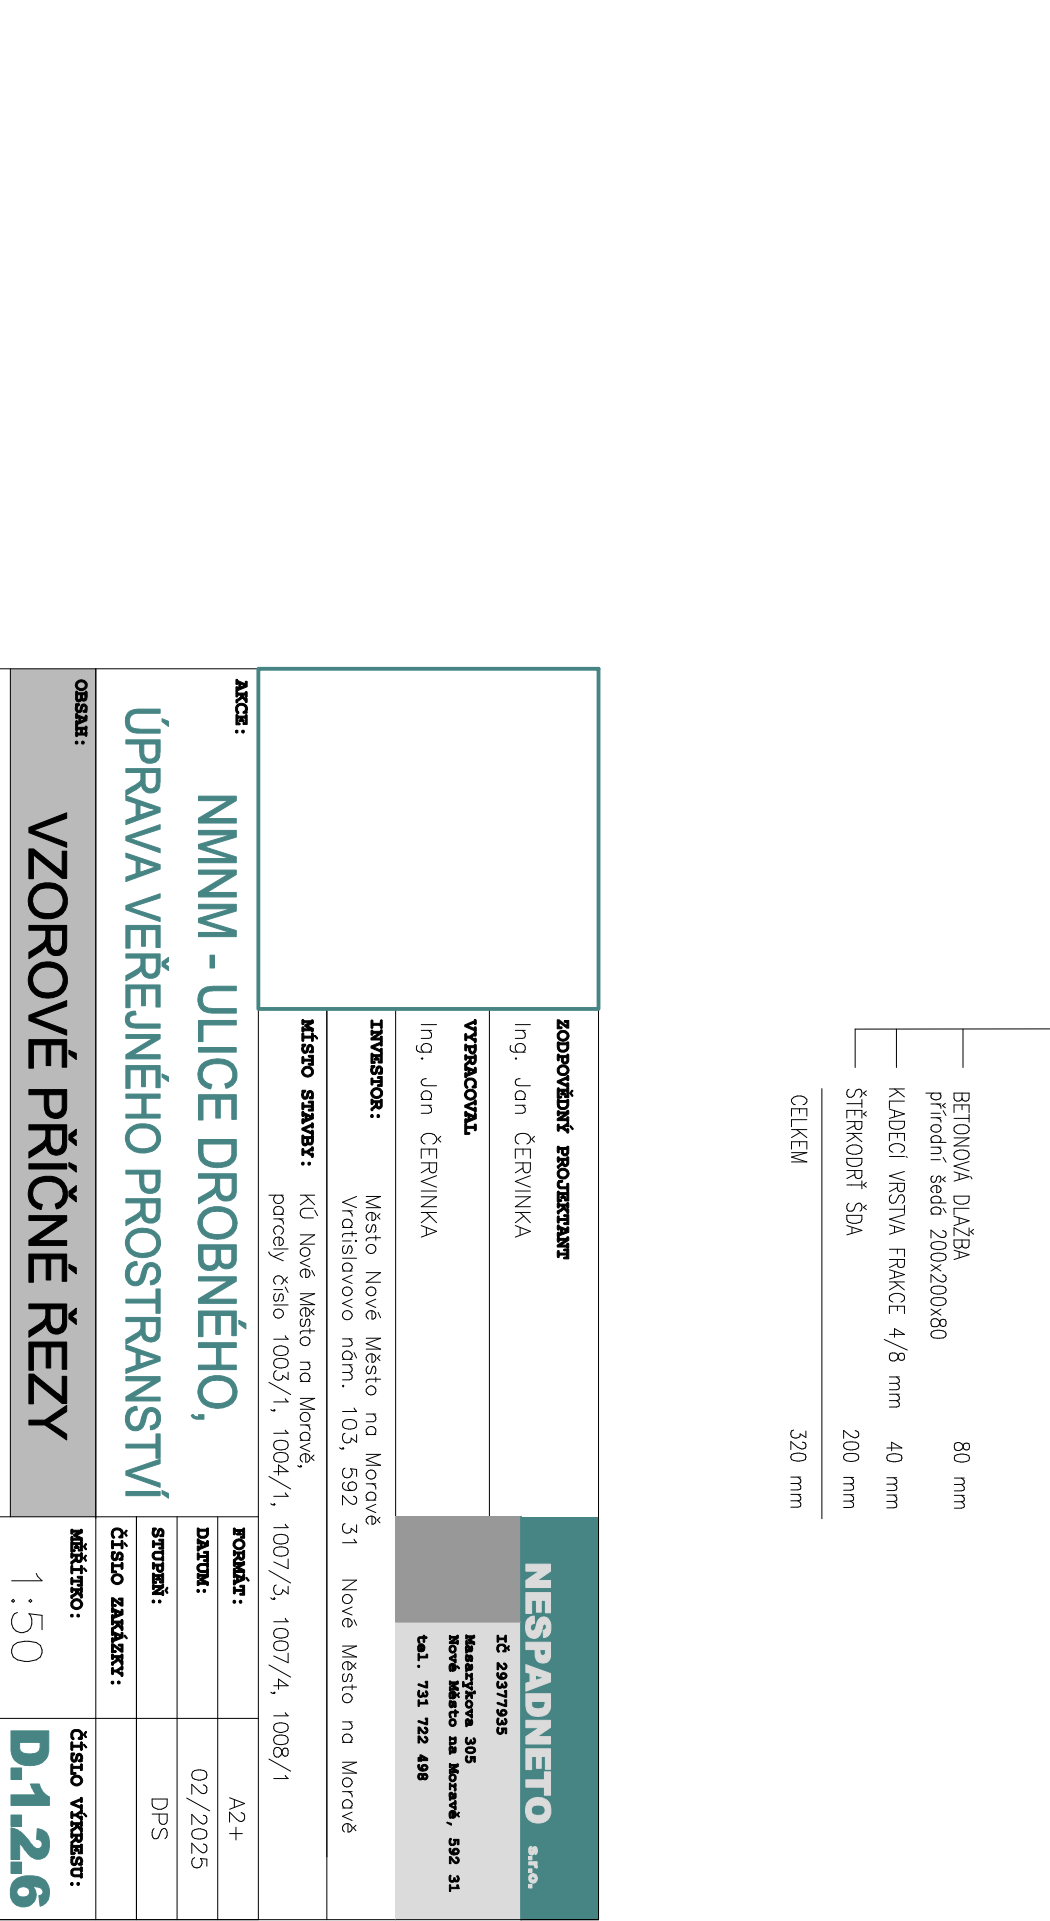 BETONOVÁ DLAŽBA 80 mm
přírodní šedá 200x200x80
KLADECÍ VRSTVA FRAKCE 4/8 mm 40 mm
ŠTĚRKODRŤ ŠDA 200 mm
CELKEM 320 mm
ZODPOVĚDNÝ PROJEKTANT
Ing. Jan ČERVINKA
VYPRACOVAL
Ing. Jan ČERVINKA
NESPADNETO s.r.o.
IČ 29377935
Masarykova 305
Nové Město na Moravě, 592 31
tel. 731 722 498
INVESTOR:
Město Nové Město na Moravě
Vratislavovo nám. 103, 592 31 Nové Město na Moravě
MÍSTO STAVBY:
KÚ Nové Město na Moravě,
parcely číslo 1003/1, 1004/1, 1007/3, 1007/4, 1008/1
AKCE:
NMNM - ULICE DROBNÉHO,
ÚPRAVA VEŘEJNÉHO PROSTRANSTVÍ
FORMÁT: A2+
DATUM: 02/2025
STUPEŇ: DPS
ČÍSLO ZAKÁZKY:
OBSAH:
VZOROVÉ PŘÍČNÉ ŘEZY
MĚŘÍTKO:
1:50
ČÍSLO VÝKRESU:
D.1.2.6